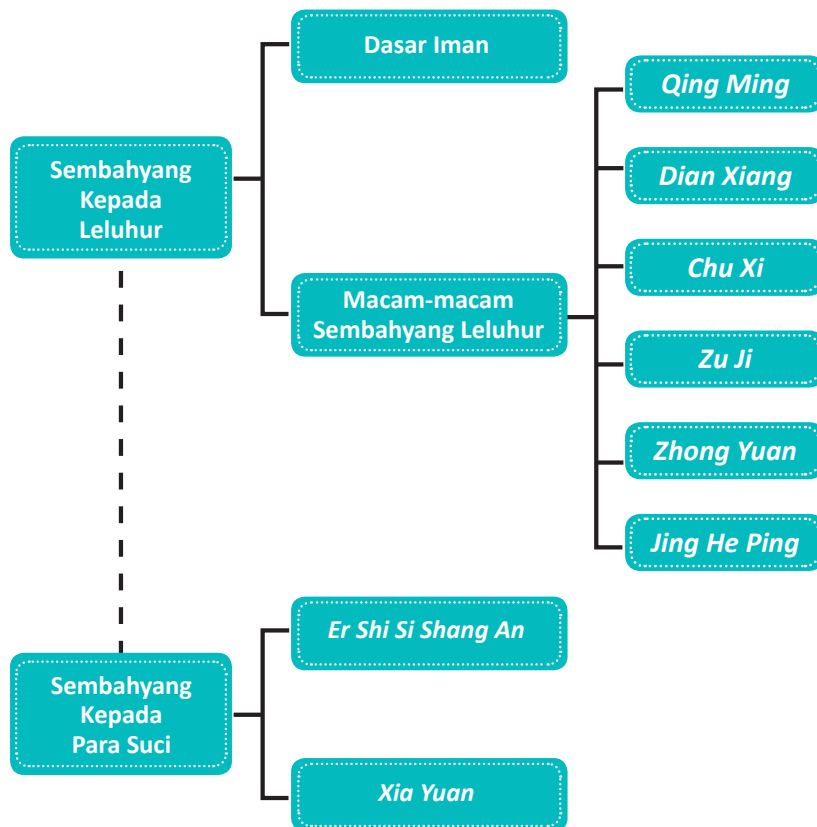 Dasar Iman
Sembahyang
Kepada
Leluhur
Macam-macam
Sembahyang Leluhur
Qing Ming
Dian Xiang
Chu Xi
Zu Ji
Zhong Yuan
Jing He Ping
Sembahyang
Kepada
Para Suci
Er Shi Si Shang An
Xia Yuan